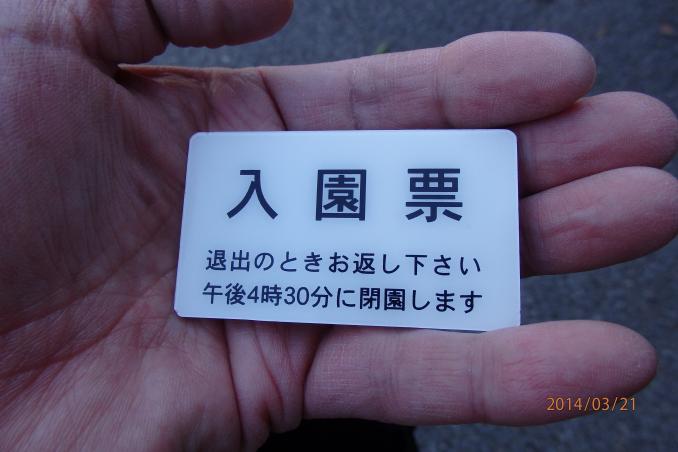 入園票
退出のときお返し下さい
午後4時30分に閉園します
2014/03/21